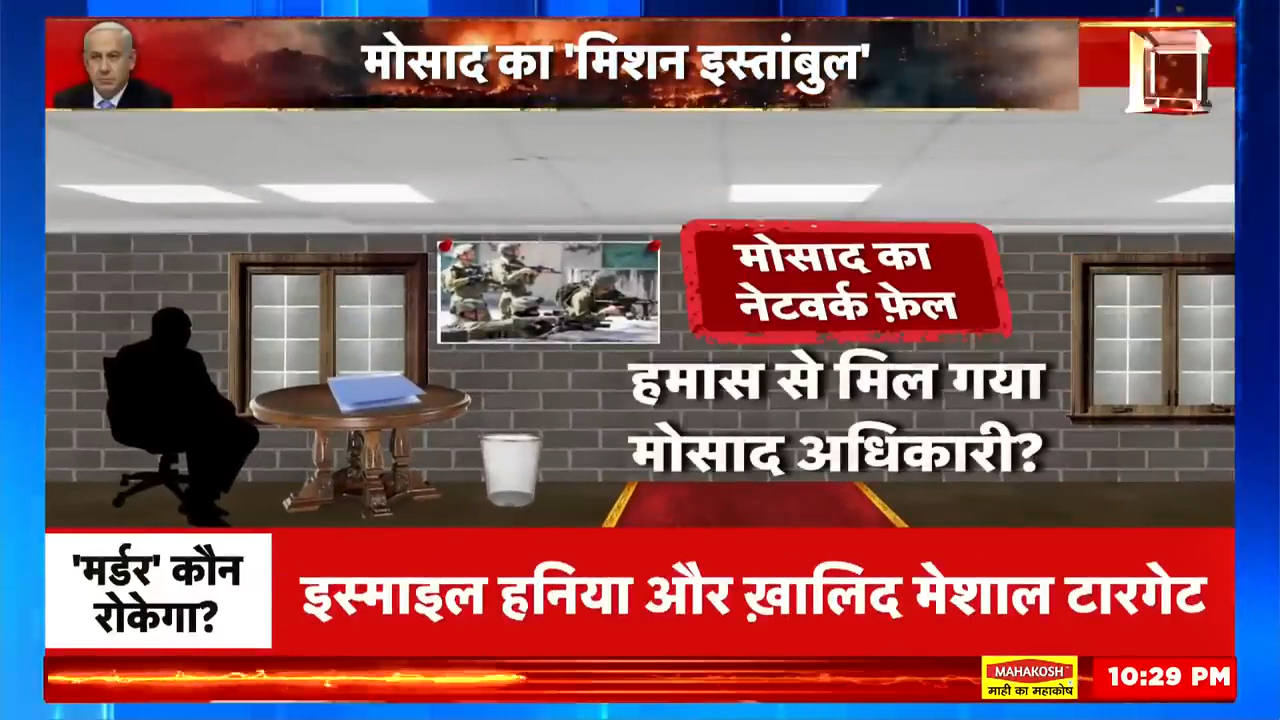 मोसाद का 'मिशन इस्तांबुल'
मोसाद का
नेटवर्क फ़ेल
हमास से मिल गया
मोसाद अधिकारी?
'मर्डर' कौन
रोकेगा?
इस्माइल हनिया और ख़ालिद मेशाल टारगेट
MAHAKOSH
माही का महाकोष
10:29 PM